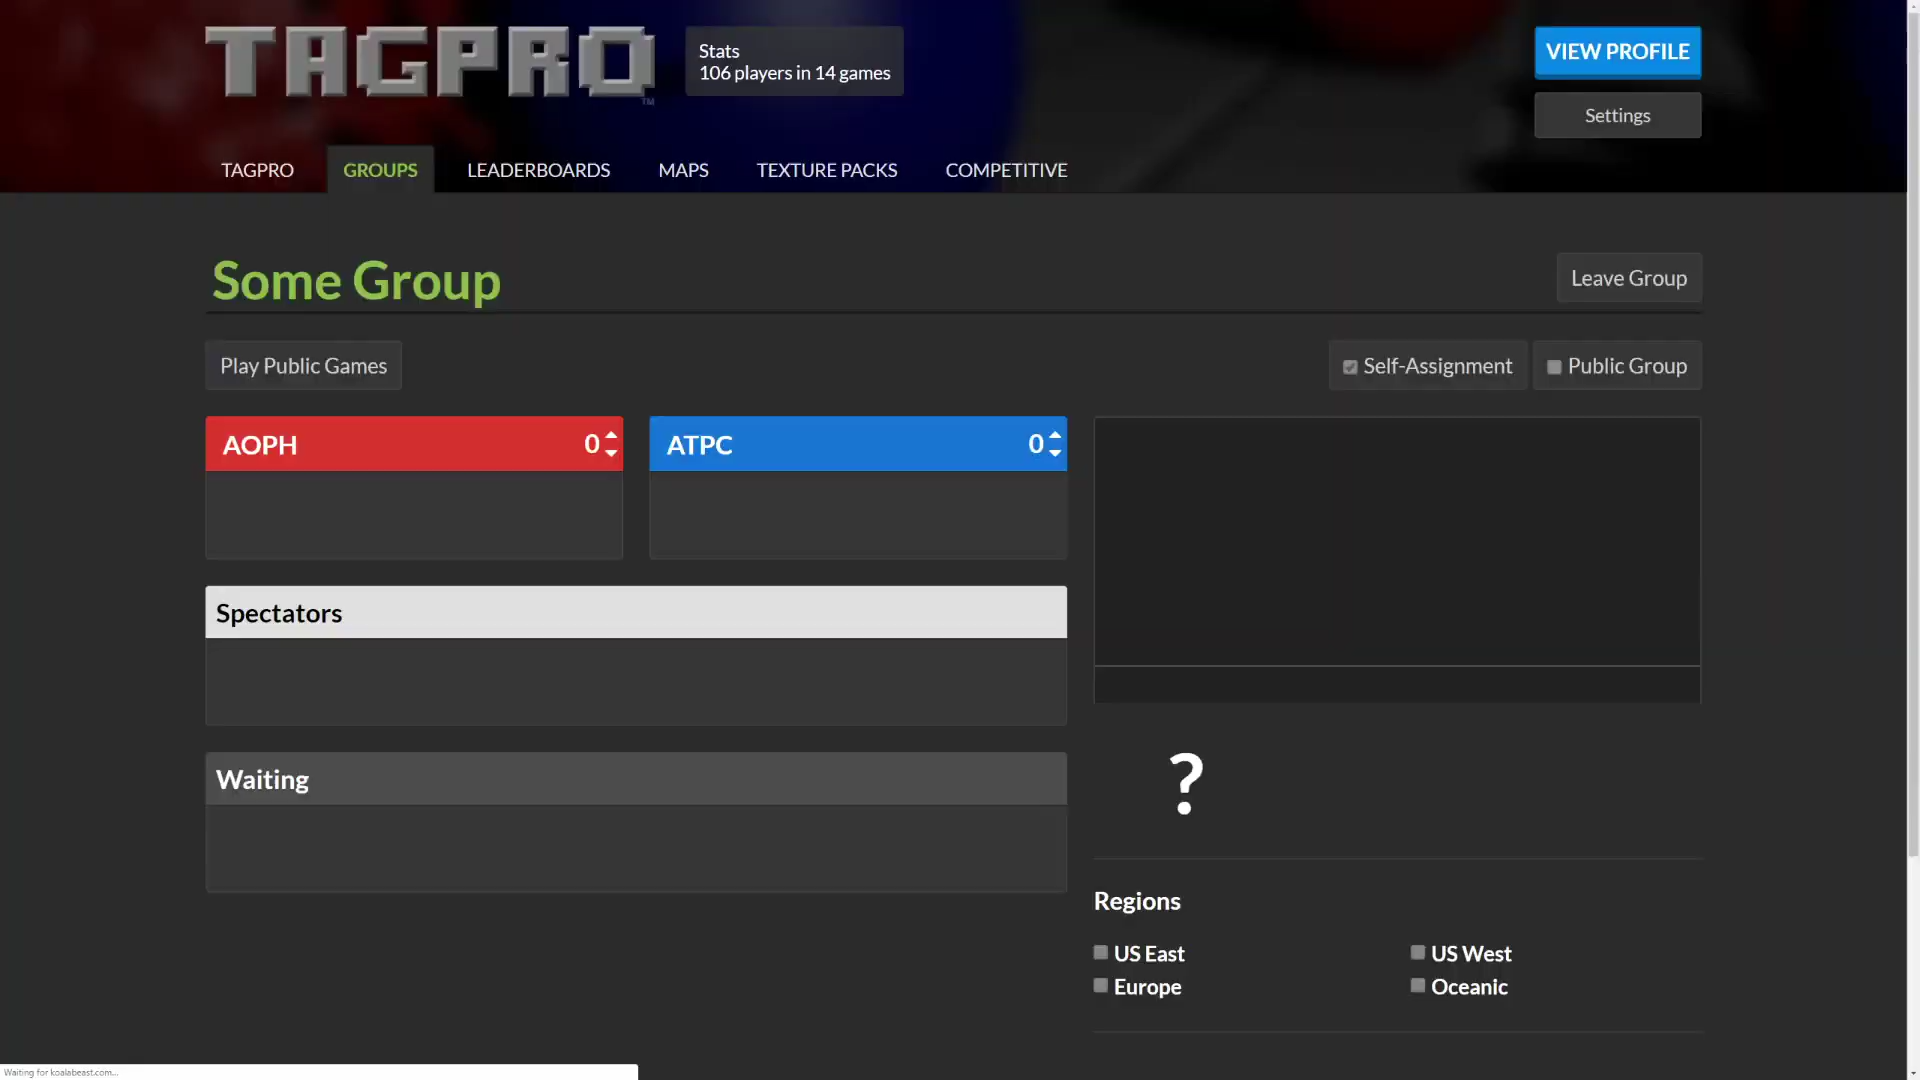 TAGPRO
TM
Stats
106 players in 14 games
VIEW PROFILE
Settings
TAGPRO
GROUPS
LEADERBOARDS
MAPS
TEXTURE PACKS
COMPETITIVE
Some Group
Leave Group
Play Public Games
Self-Assignment
Public Group
AOPH
0
ATPC
0
Spectators
Waiting
?
Regions
US East
US West
Europe
Oceanic
Waiting for koalabeast.com...